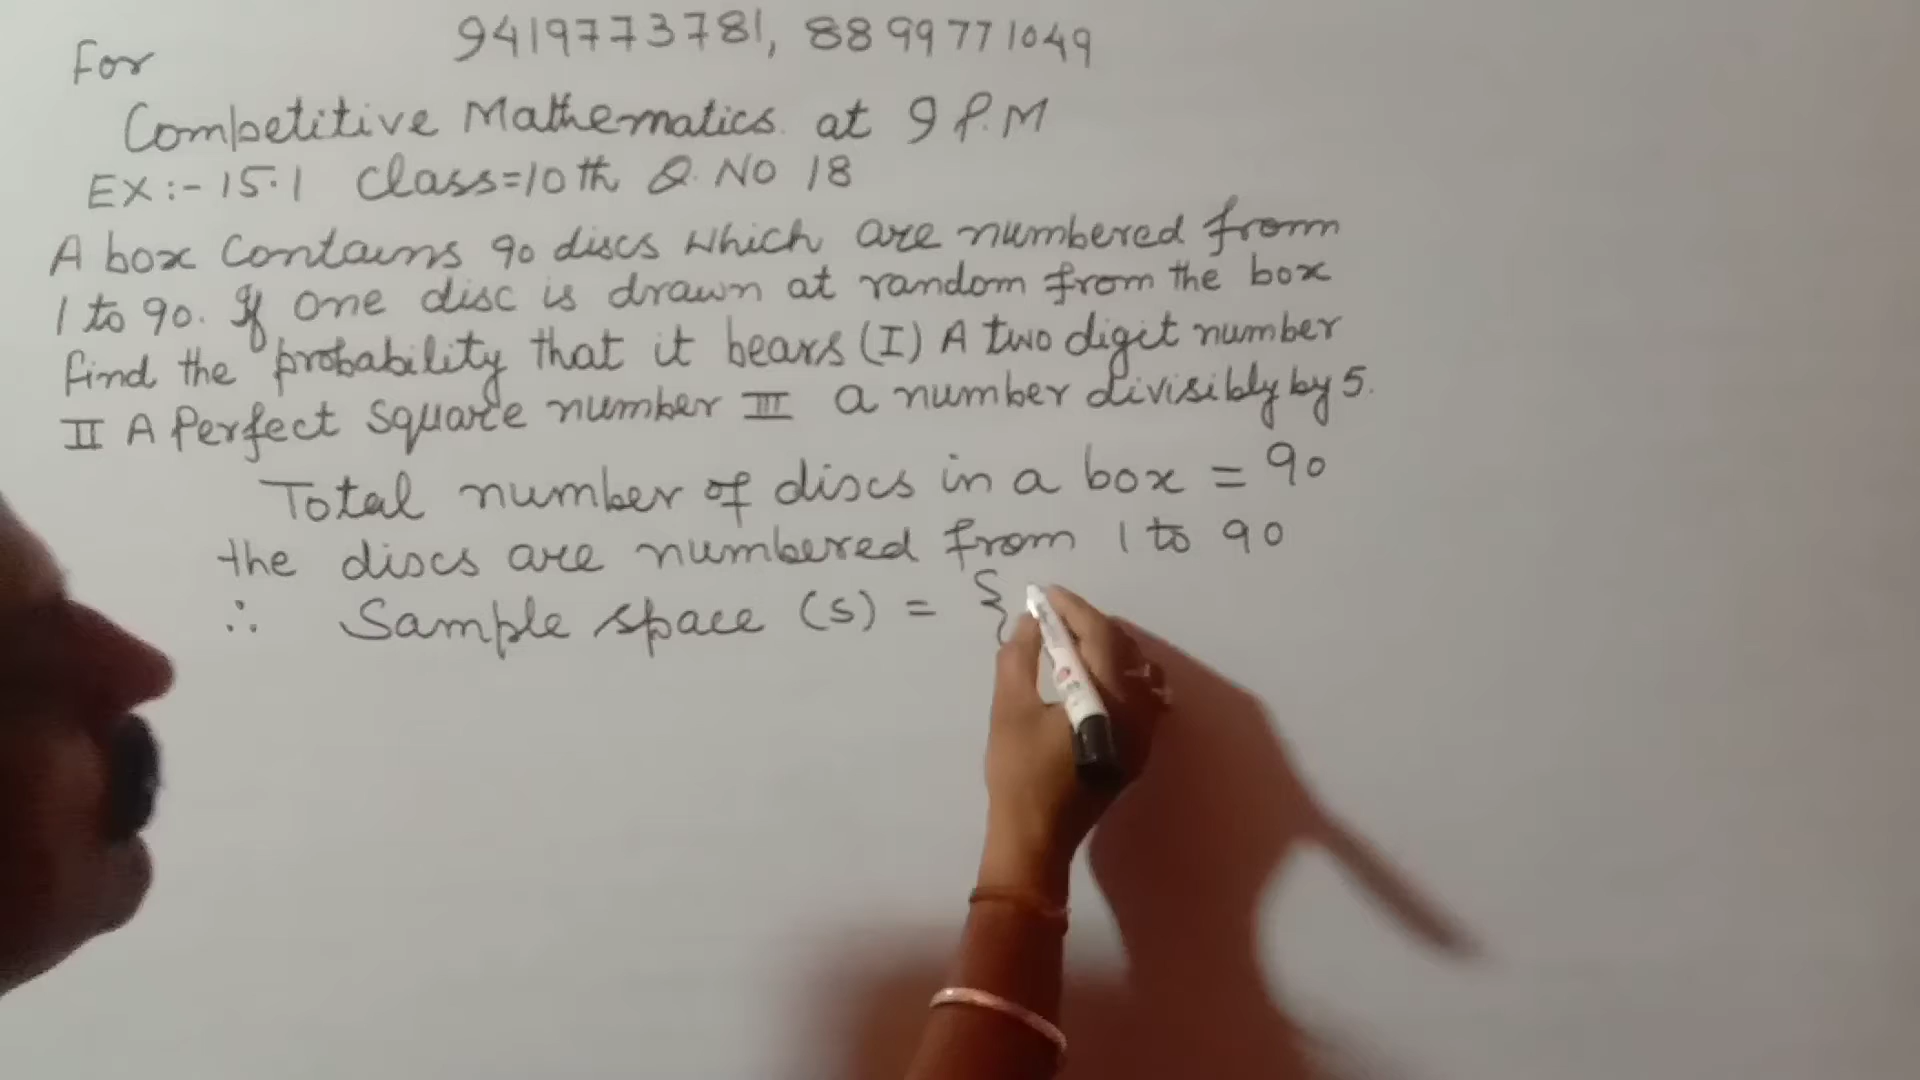 9419773781, 8899771049
For
Competitive Mathematics. at 9 P.M
EX:- 15.1 Class=10th Q. NO 18
A box Contains 90 discs which are numbered from
1 to 90. If one disc is drawn at random from the box
find the probability that it bears (I) A two digit number
II A Perfect Square number III a number divisibly by 5.
Total number of discs in a box = 90
the discs are numbered from 1 to 90
∴ Sample space (S) = {